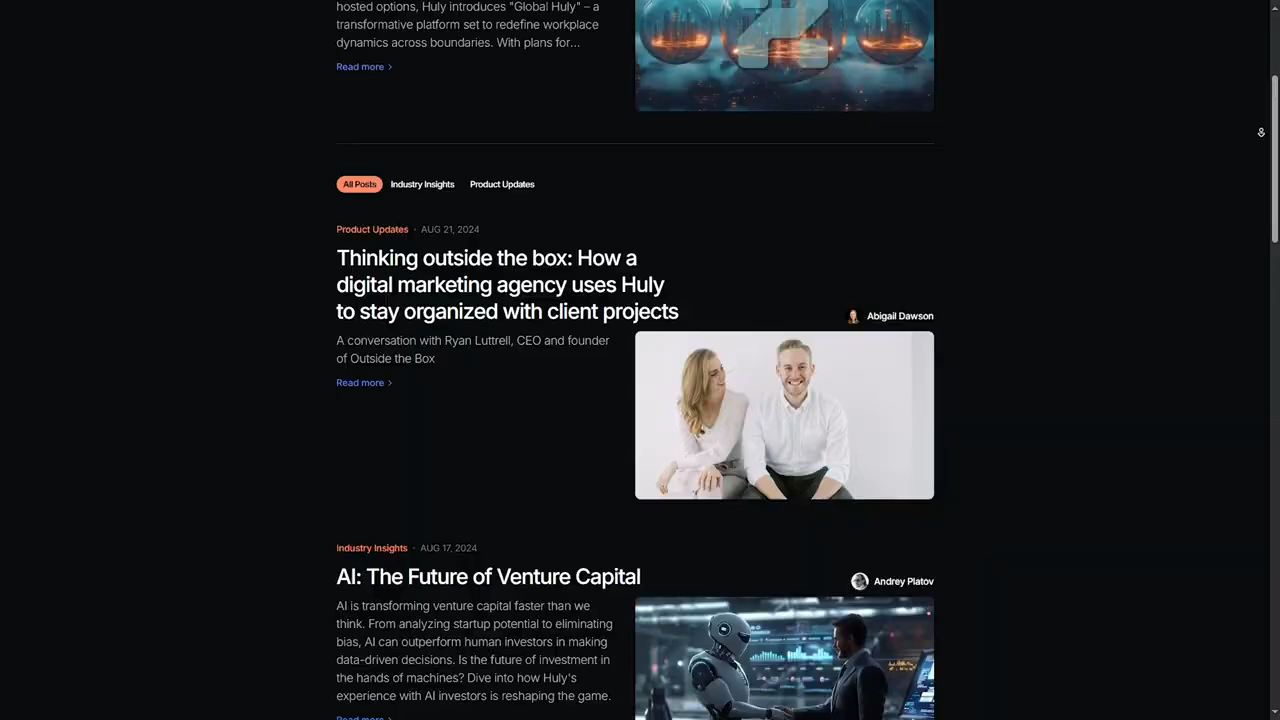 hosted options, Huly introduces "Global Huly" – a
transformative platform set to redefine workplace
dynamics across boundaries. With plans for...
Read more
All Posts
Industry Insights
Product Updates
Product Updates · AUG 21, 2024
Thinking outside the box: How a
digital marketing agency uses Huly
to stay organized with client projects
Abigail Dawson
A conversation with Ryan Luttrell, CEO and founder
of Outside the Box
Read more
Industry Insights · AUG 17, 2024
AI: The Future of Venture Capital
Andrey Platov
AI is transforming venture capital faster than we
think. From analyzing startup potential to eliminating
bias, AI can outperform human investors in making
data-driven decisions. Is the future of investment in
the hands of machines? Dive into how Huly's
experience with AI investors is reshaping the game.
Read more